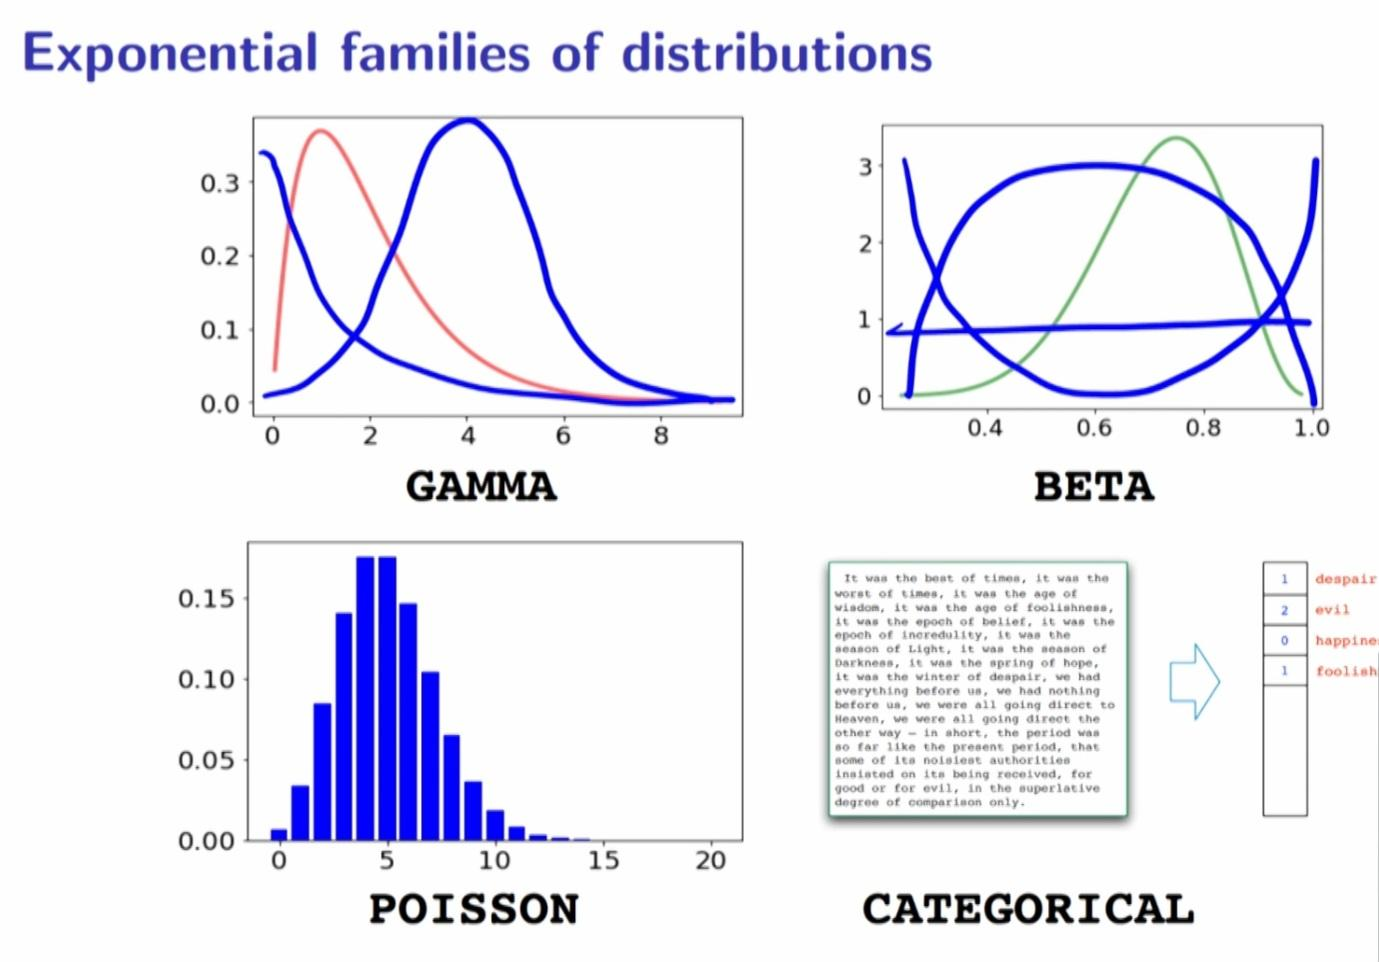 Exponential families of distributions
0.3
0.2
0.1
0.0
0 2 4 6 8
GAMMA
3
2
1
0
0.4 0.6 0.8 1.0
BETA
0.15
0.10
0.05
0.00
0 5 10 15 20
POISSON
It was the best of times, it was the
worst of times, it was the age of
wisdom, it was the age of foolishness,
it was the epoch of belief, it was the
epoch of incredulity, it was the
season of Light, it was the season of
Darkness, it was the spring of hope,
it was the winter of despair, we had
everything before us, we had nothing
before us, we were all going direct to
Heaven, we were all going direct the
other way – in short, the period was
so far like the present period, that
some of its noisiest authorities
insisted on its being received, for
good or for evil, in the superlative
degree of comparison only.
1 despair
2 evil
0 happine
1 foolish
CATEGORICAL